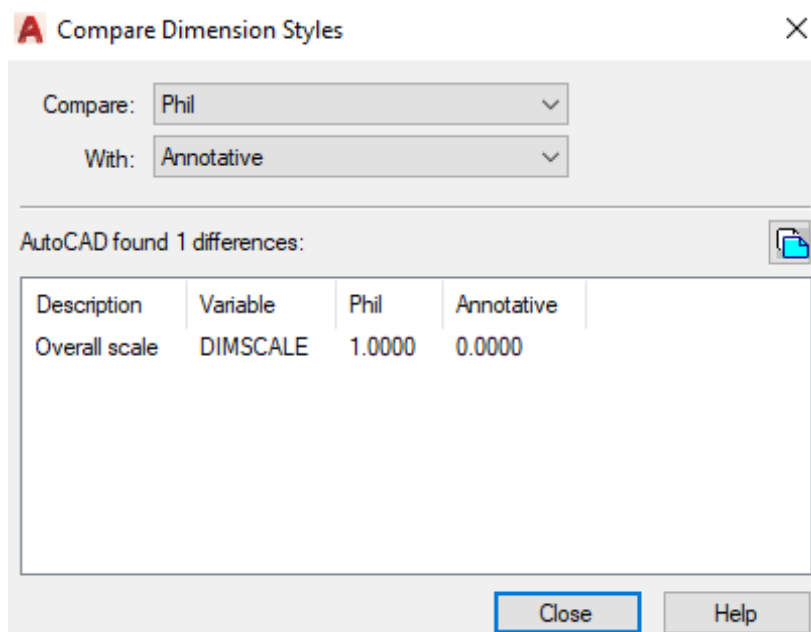 Compare Dimension Styles
Compare: Phil
With: Annotative
AutoCAD found 1 differences:
Description Variable Phil Annotative
Overall scale DIMSCALE 1.0000 0.0000
Close Help